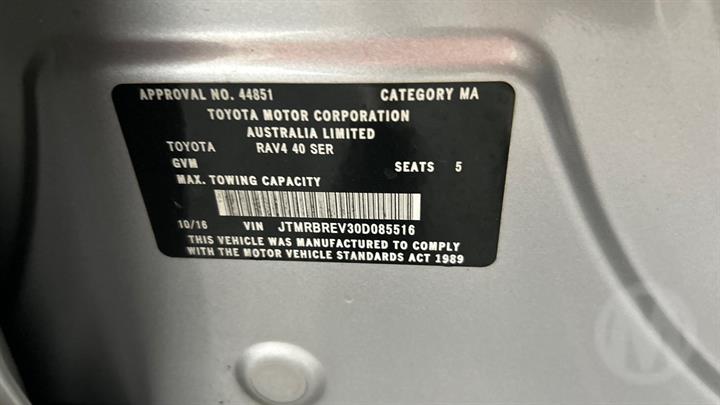 APPROVAL NO. 44851 CATEGORY MA
TOYOTA MOTOR CORPORATION
AUSTRALIA LIMITED
TOYOTA RAV4 40 SER
GVM SEATS 5
MAX. TOWING CAPACITY
10/16 VIN JTMRBREV30D085516
THIS VEHICLE WAS MANUFACTURED TO COMPLY
WITH THE MOTOR VEHICLE STANDARDS ACT 1989
M